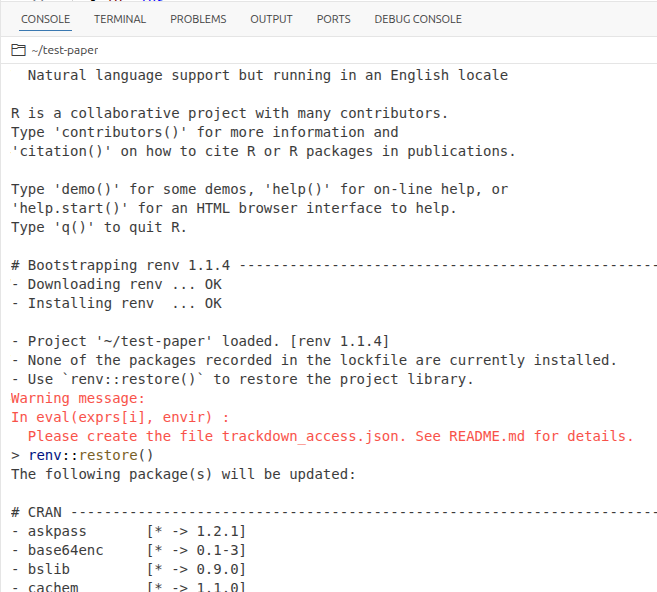 CONSOLE TERMINAL PROBLEMS OUTPUT PORTS DEBUG CONSOLE
~/test-paper
Natural language support but running in an English locale
R is a collaborative project with many contributors.
Type 'contributors()' for more information and
'citation()' on how to cite R or R packages in publications.
Type 'demo()' for some demos, 'help()' for on-line help, or
'help.start()' for an HTML browser interface to help.
Type 'q()' to quit R.
# Bootstrapping renv 1.1.4 --------------------------------------------------
- Downloading renv ... OK
- Installing renv  ... OK
- Project '~/test-paper' loaded. [renv 1.1.4]
- None of the packages recorded in the lockfile are currently installed.
- Use `renv::restore()` to restore the project library.
Warning message:
In eval(exprs[i], envir) :
  Please create the file trackdown_access.json. See README.md for details.
> renv::restore()
The following package(s) will be updated:
# CRAN ----------------------------------------------------------------------
- askpass       [* -> 1.2.1]
- base64enc     [* -> 0.1-3]
- bslib         [* -> 0.9.0]
- cachem        [* -> 1.1.0]